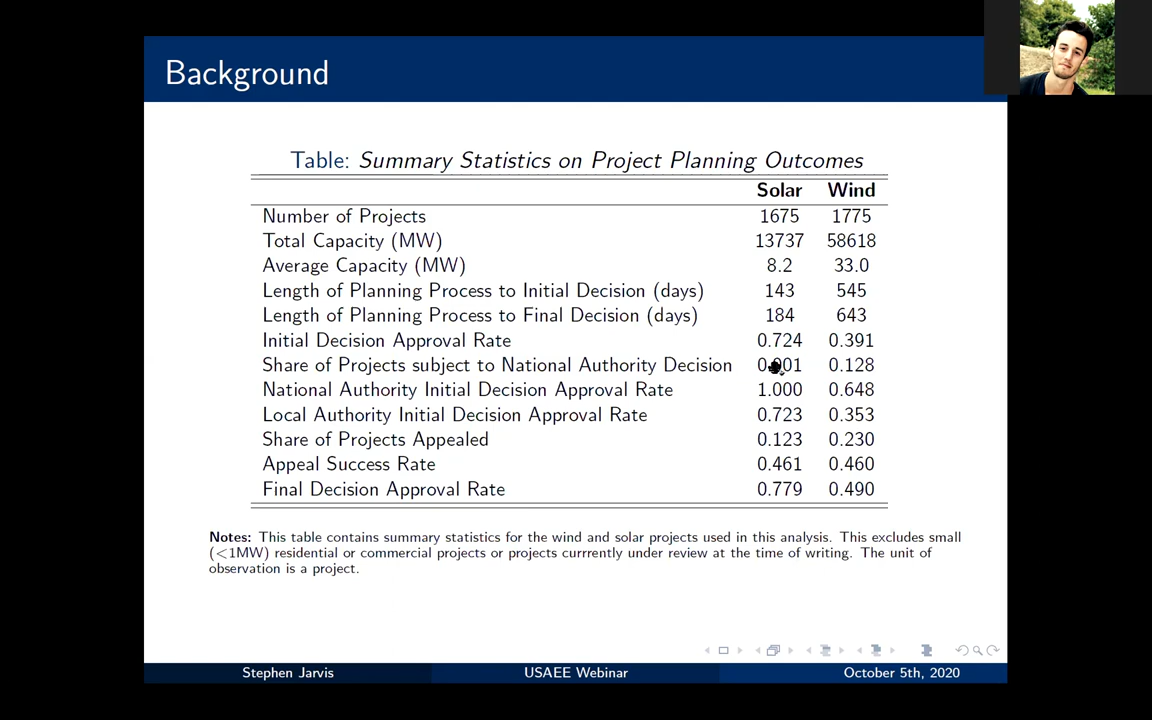 Background
Table: Summary Statistics on Project Planning Outcomes
Solar Wind
Number of Projects 1675 1775
Total Capacity (MW) 13737 58618
Average Capacity (MW) 8.2 33.0
Length of Planning Process to Initial Decision (days) 143 545
Length of Planning Process to Final Decision (days) 184 643
Initial Decision Approval Rate 0.724 0.391
Share of Projects subject to National Authority Decision 0.001 0.128
National Authority Initial Decision Approval Rate 1.000 0.648
Local Authority Initial Decision Approval Rate 0.723 0.353
Share of Projects Appealed 0.123 0.230
Appeal Success Rate 0.461 0.460
Final Decision Approval Rate 0.779 0.490
Notes: This table contains summary statistics for the wind and solar projects used in this analysis. This excludes small
(<1MW) residential or commercial projects or projects currrently under review at the time of writing. The unit of
observation is a project.
Stephen Jarvis USAEE Webinar October 5th, 2020